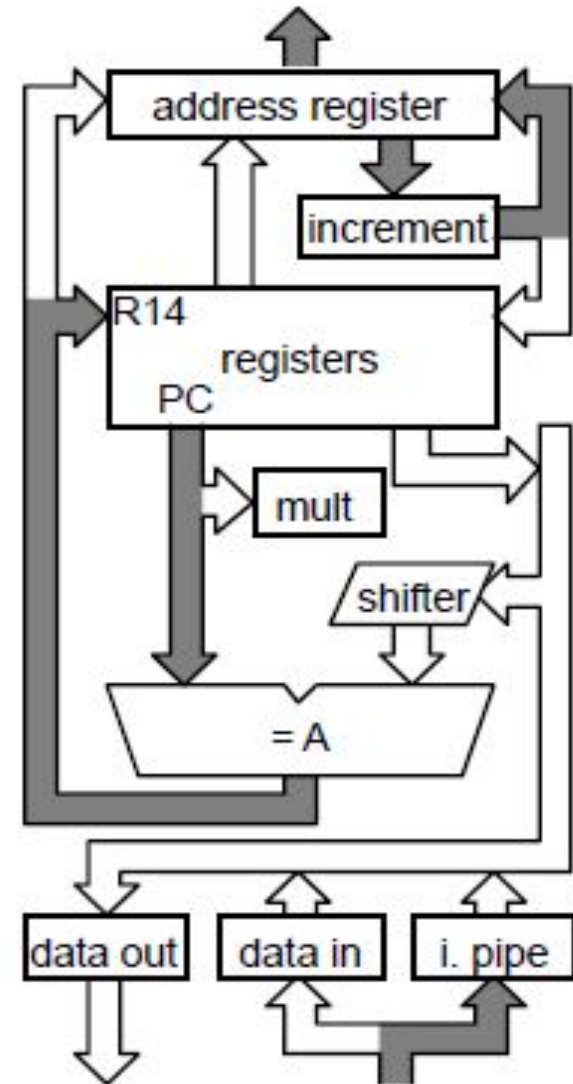 address register
increment
R14
registers
PC
mult
shifter
= A
data out
data in
i. pipe